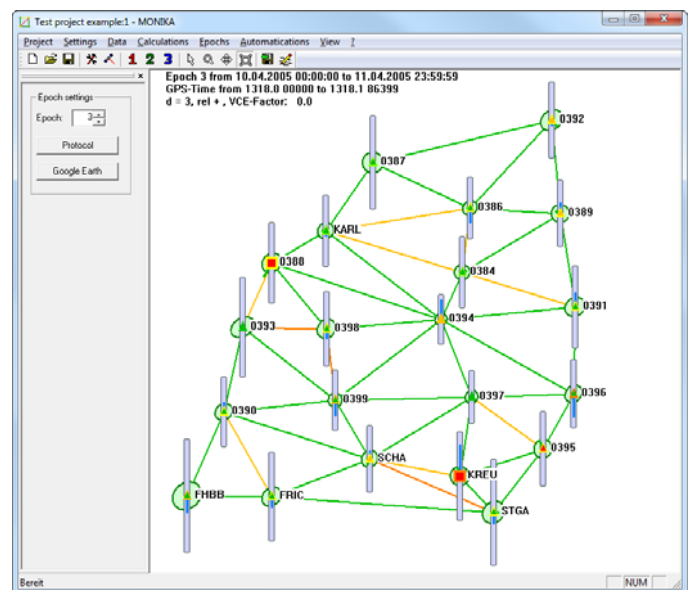 Test project example:1 - MONIKA
Project Settings Data Calculations Epochs Automatications View ?
1 2 3
Epoch 3 from 10.04.2005 00:00:00 to 11.04.2005 23:59:59
GPS-Time from 1318.0 00000 to 1318.1 86399
d = 3, rel + , VCE-Factor: 0.0
Epoch settings
Epoch: 3
Protocol
Google Earth
0392
0387
0386
0389
KARL
0388
0384
0391
0394
0393
0398
0399
0397
0396
0390
0395
SCHA
KREU
FHBB
FRIC
STGA
Bereit
NUM